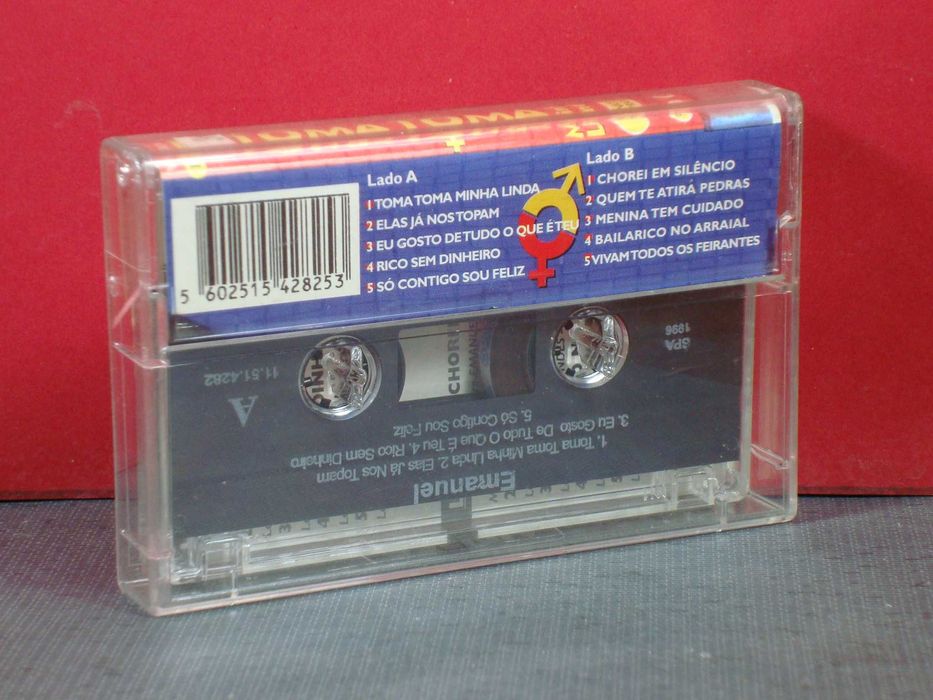 TOMA TOMA
Lado A
1 TOMA TOMA MINHA LINDA
2 ELAS JÁ NOS TOPAM
3 EU GOSTO DE TUDO O QUE É TEU
4 RICO SEM DINHEIRO
5 SÓ CONTIGO SOU FELIZ
Lado B
1 CHOREI EM SILÊNCIO
2 QUEM TE ATIRÁ PEDRAS
3 MENINA TEM CUIDADO
4 BAILARICO NO ARRAIAL
5 VIVAM TODOS OS FEIRANTES
5 602515 428253
Emanuel
1. Toma Toma Minha Linda 2. Elas Já Nos Topam
3. Eu Gosto De Tudo O Que É Teu 4. Rico Sem Dinheiro
5. Só Contigo Sou Feliz
A
11.51.4282
SPA
1996
CHOREI
EMANUEL